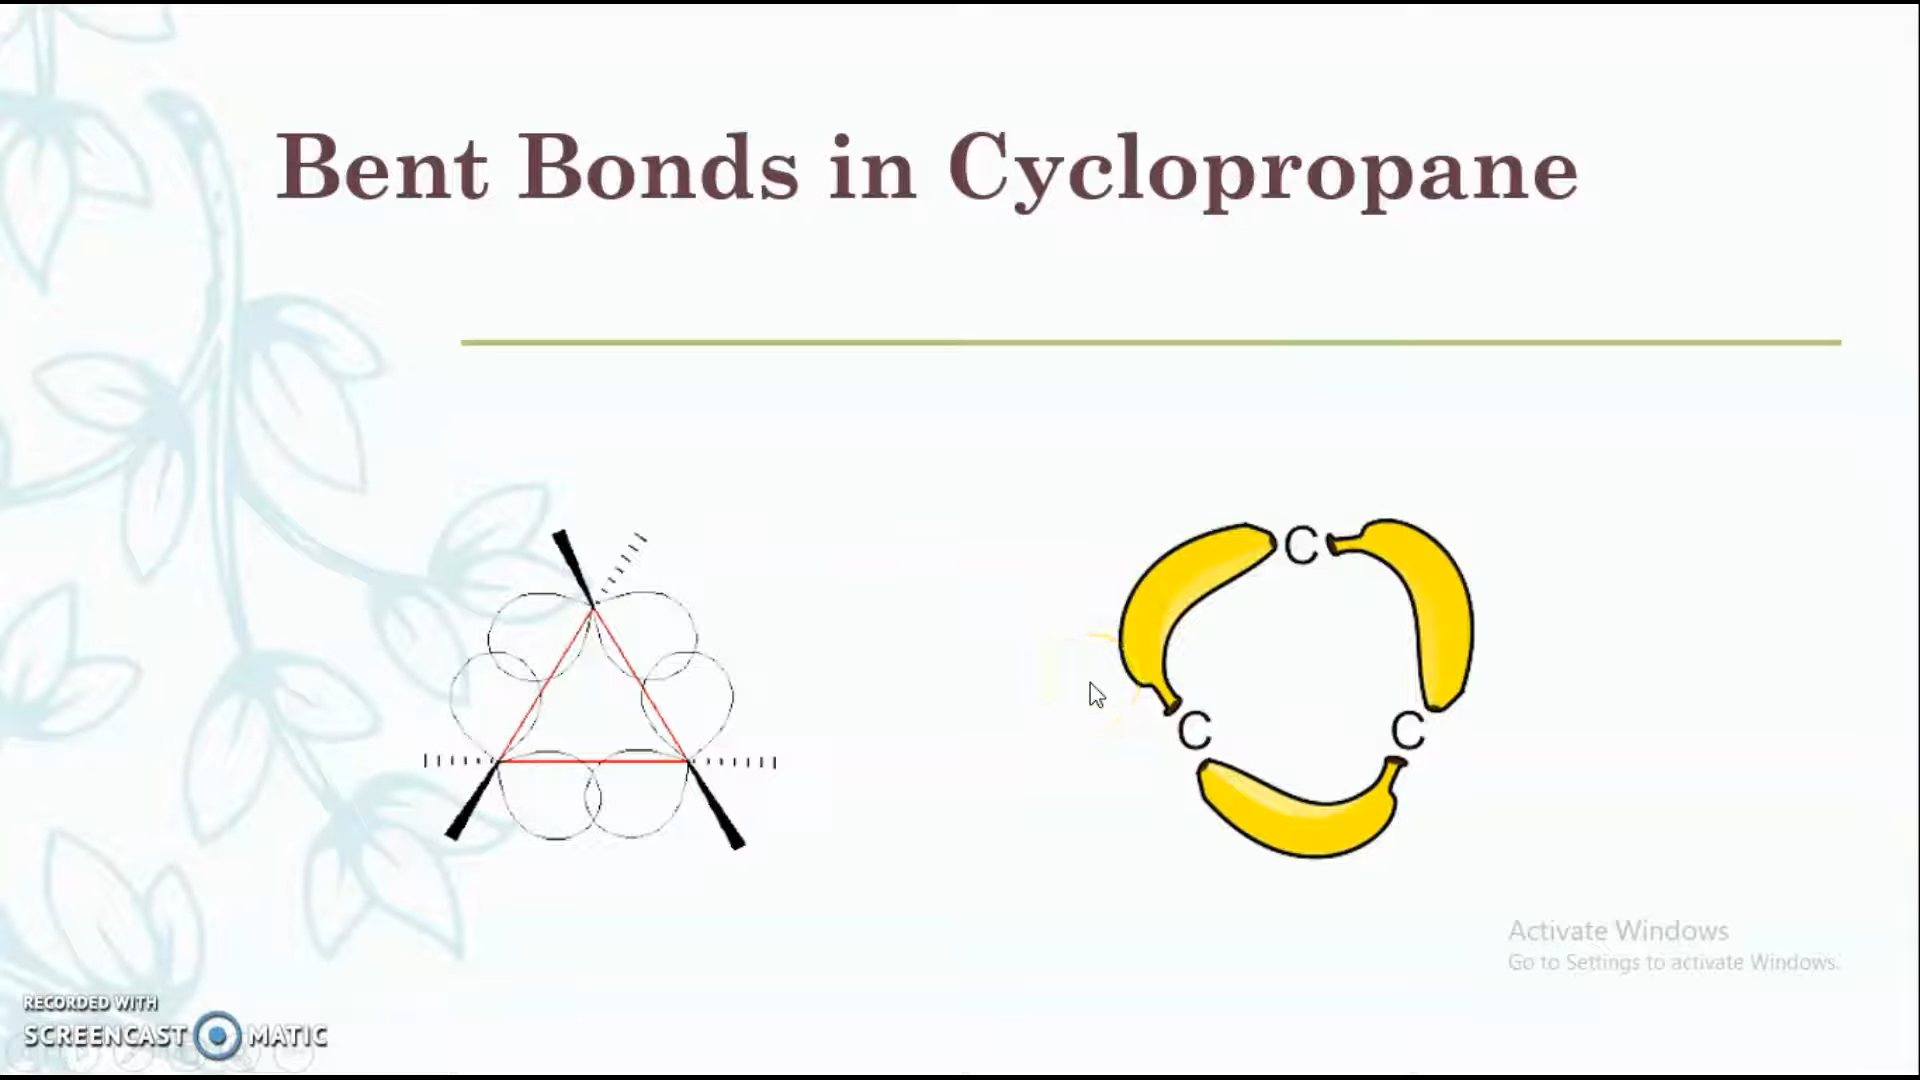 Bent Bonds in Cyclopropane
C
C
C
Activate Windows
Go to Settings to activate Windows.
RECORDED WITH
SCREENCAST MATIC